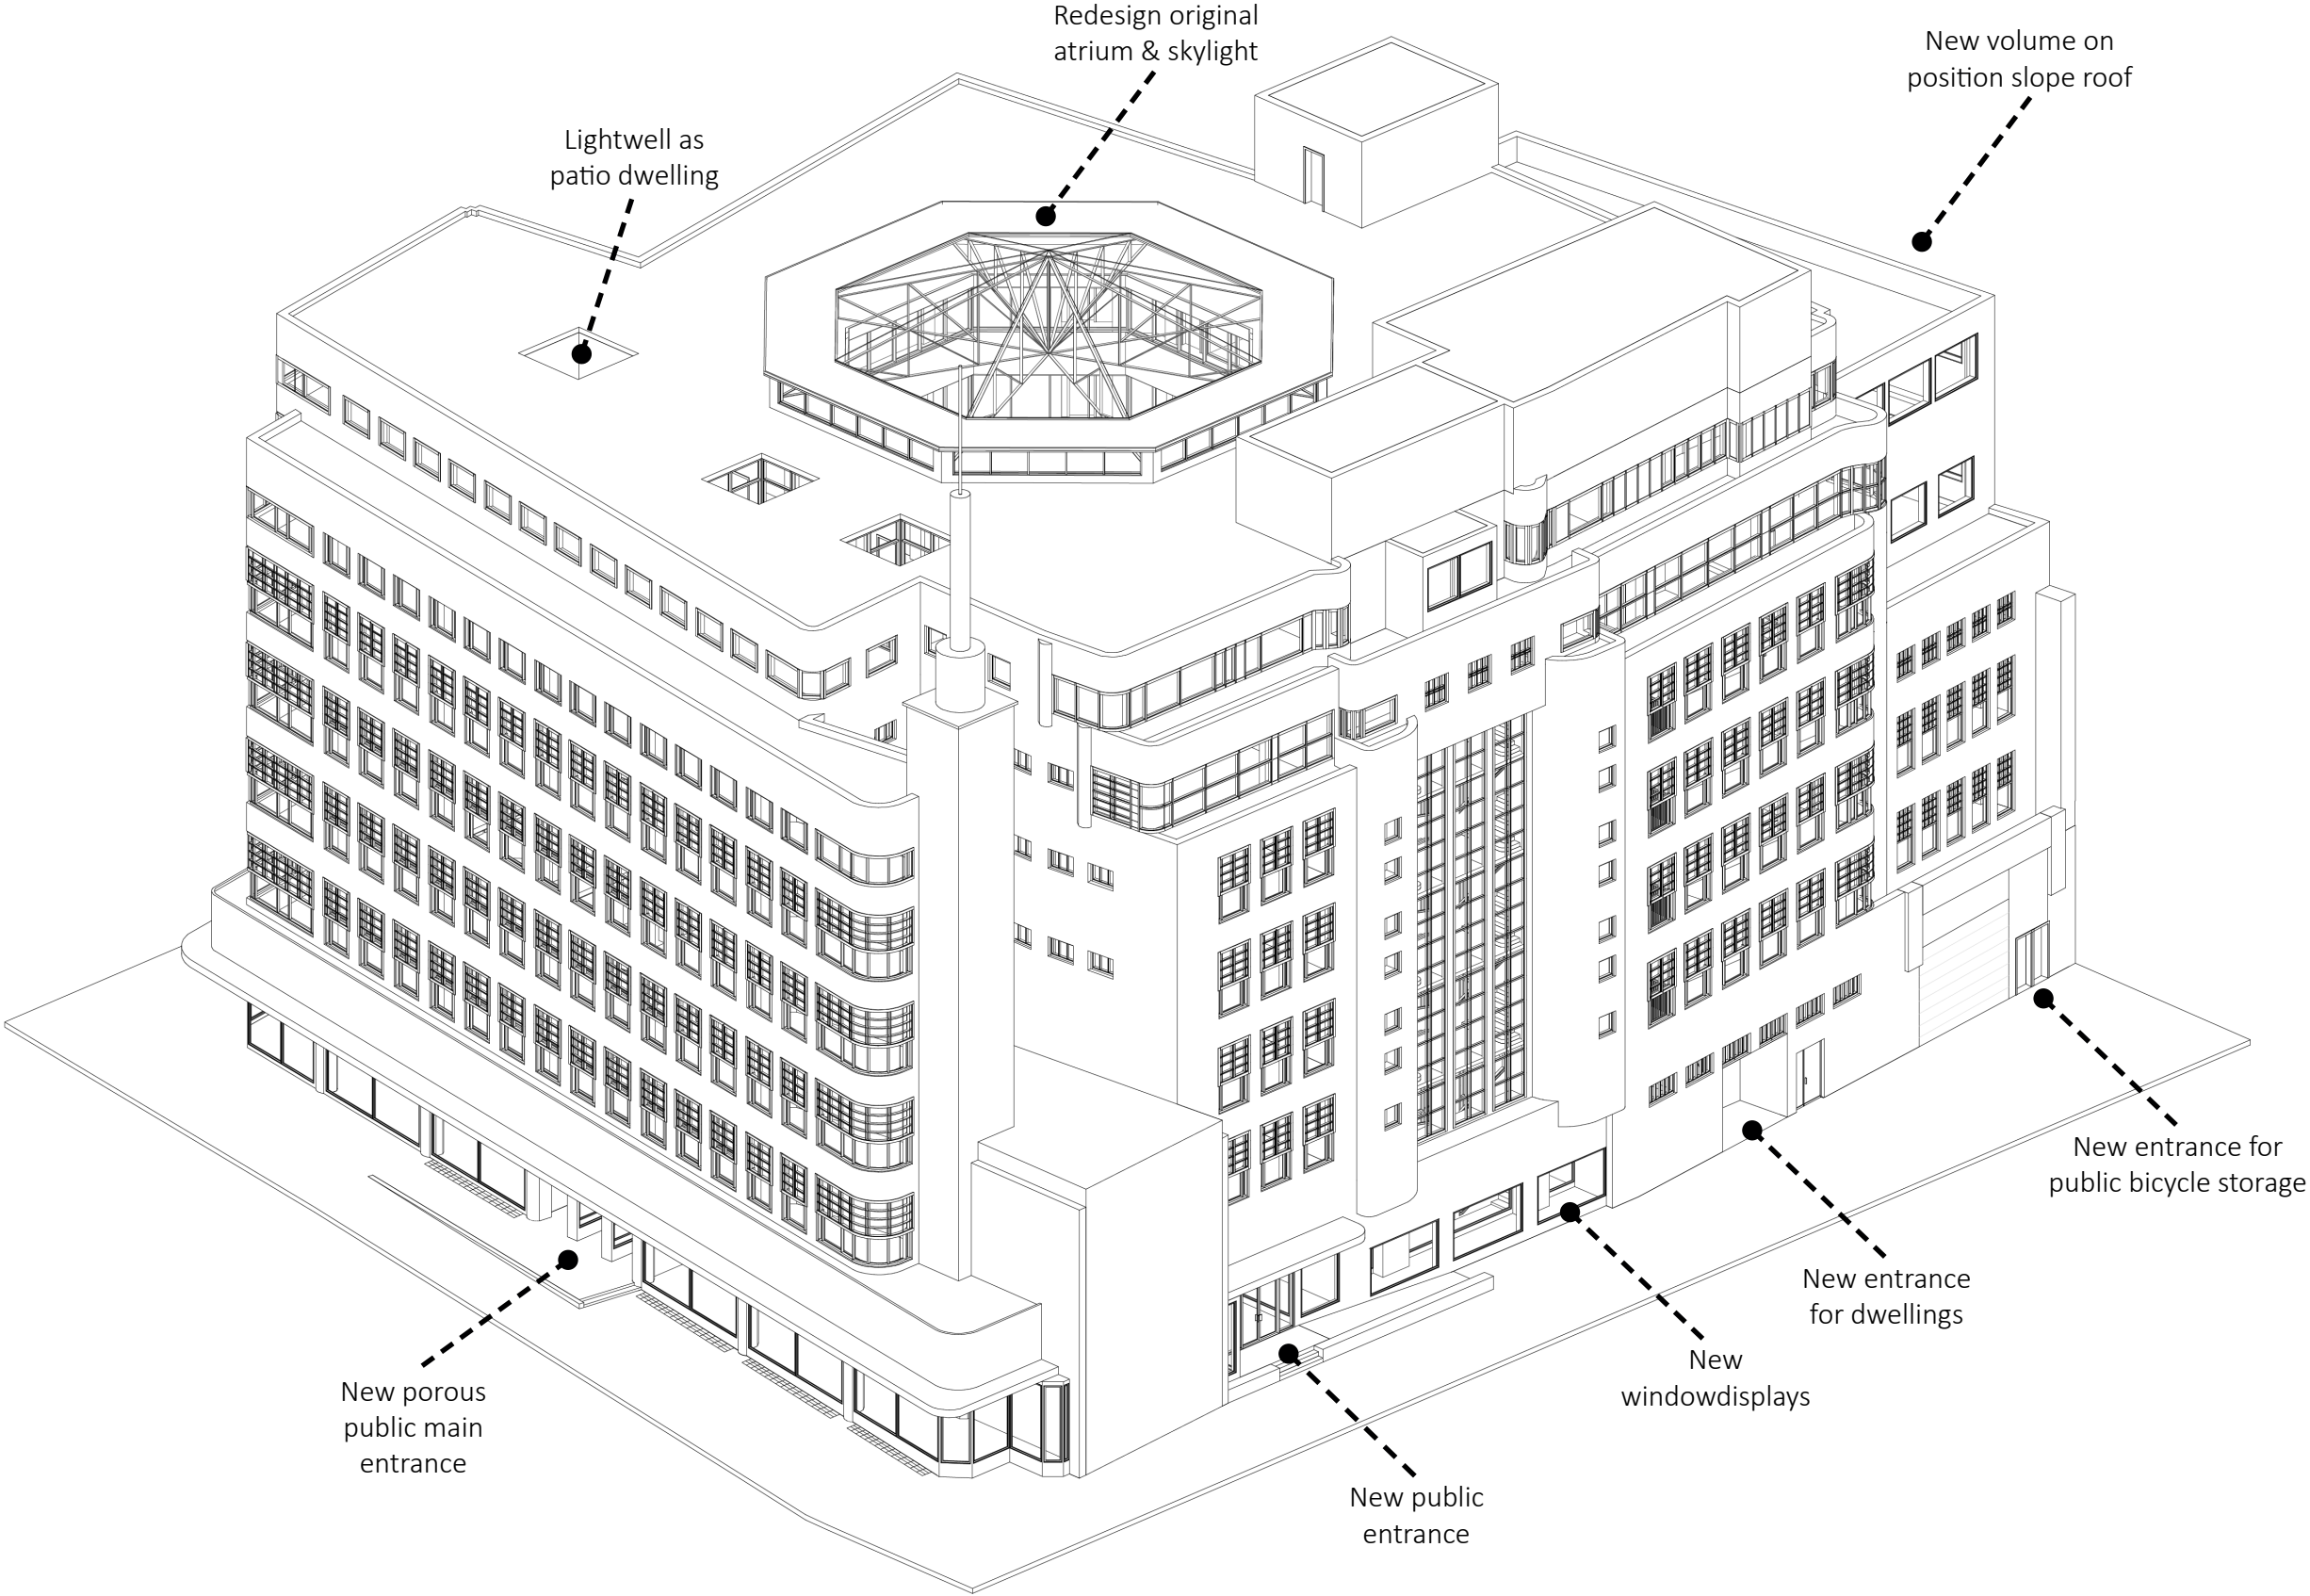 Redesign original
atrium & skylight
New volume on
position slope roof
Lightwell as
patio dwelling
New entrance for
public bicycle storage
New entrance
for dwellings
New
windowdisplays
New porous
public main
entrance
New public
entrance